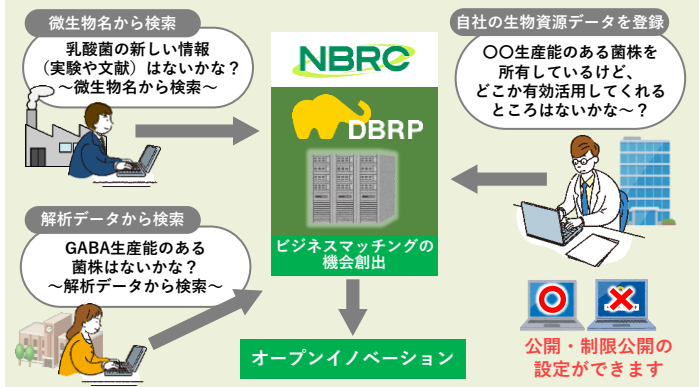 微生物名から検索
乳酸菌の新しい情報
（実験や文献）はないかな？
～微生物名から検索～
解析データから検索
GABA生産能のある
菌株はないかな？
～解析データから検索～
NBRC
DBRP
ビジネスマッチングの
機会創出
オープンイノベーション
自社の生物資源データを登録
〇〇生産能のある菌株を
所有しているけど、
どこか有効活用してくれる
ところはないかな～？
公開・制限公開の
設定ができます